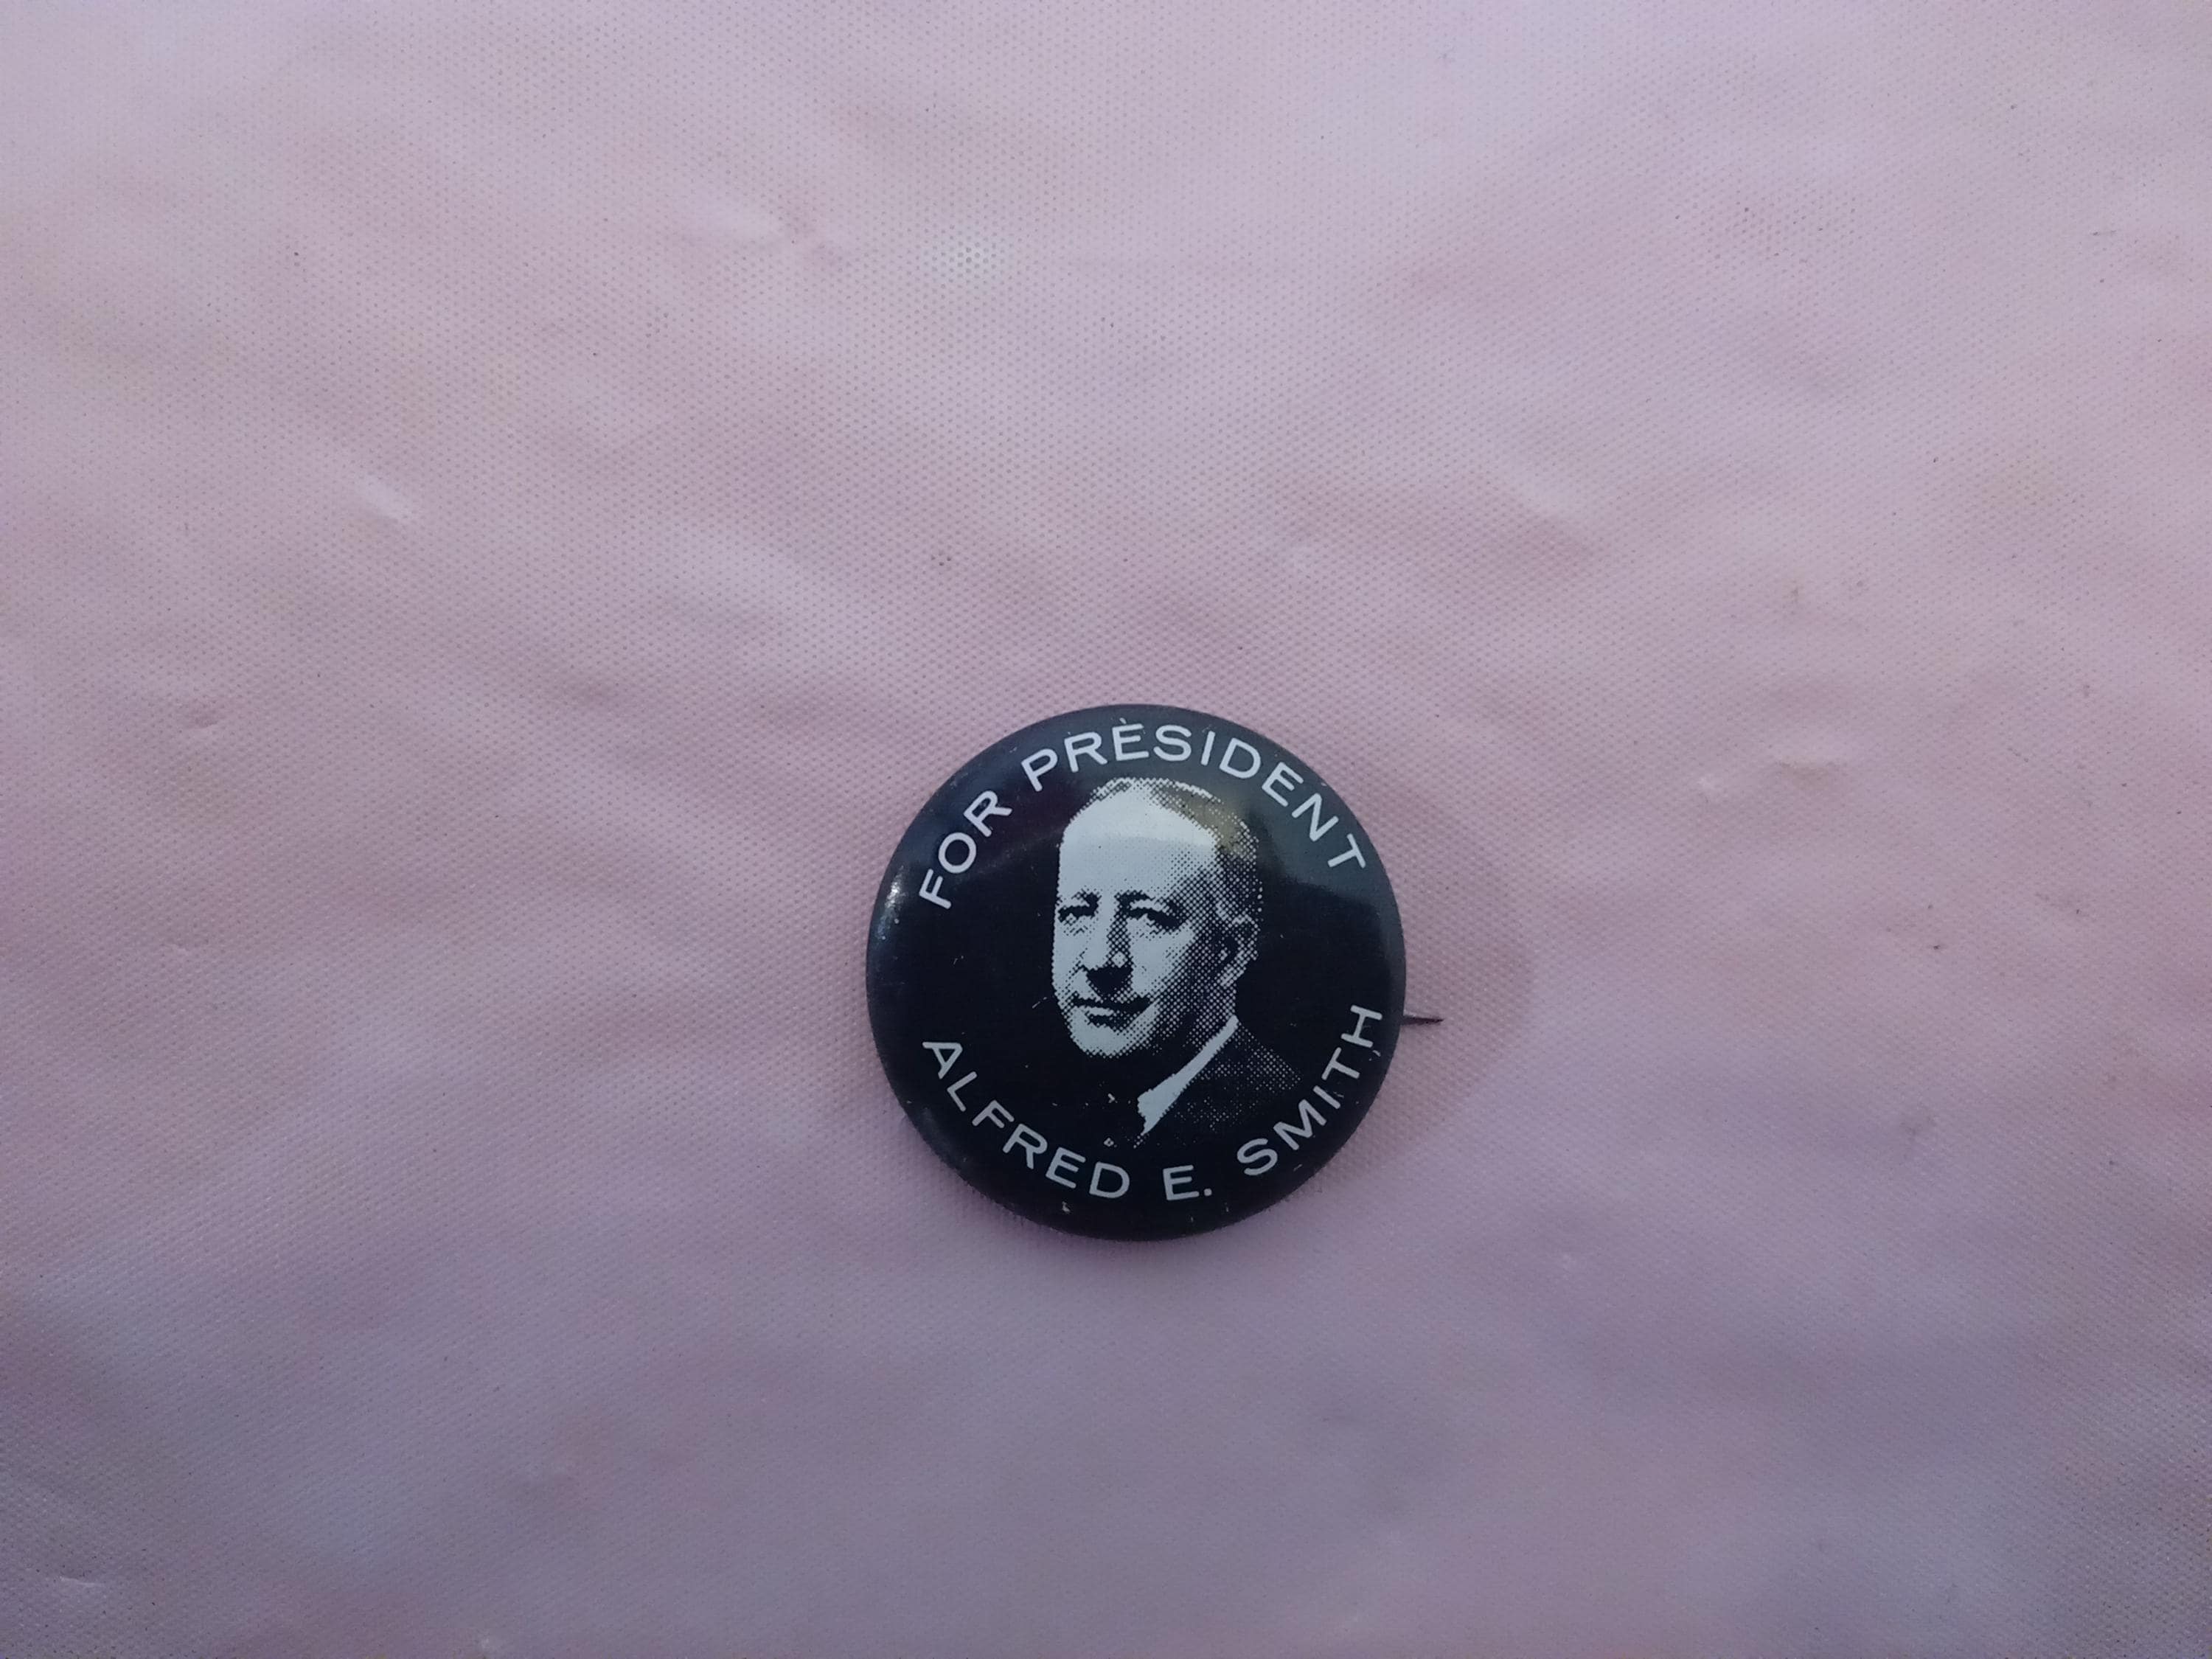 FOR PRESIDENT
ALFRED E. SMITH